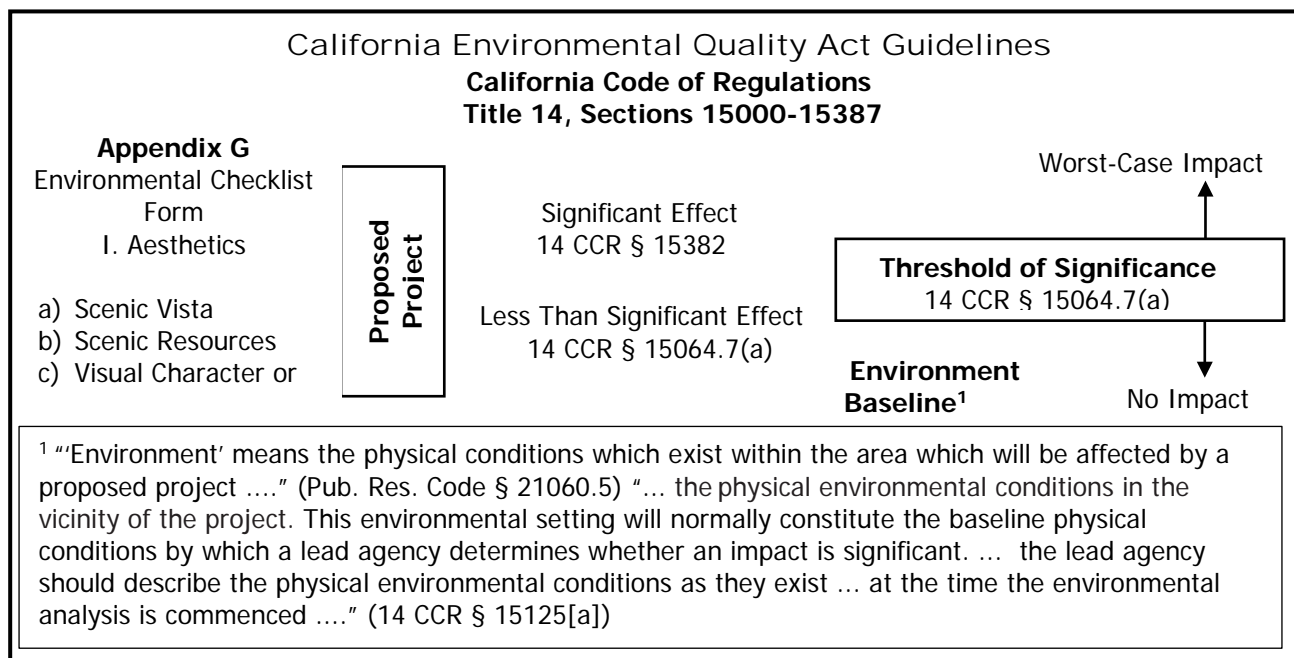 California Environmental Quality Act Guidelines
California Code of Regulations
Title 14, Sections 15000-15387
Appendix G
Environmental Checklist
Form
I. Aesthetics
a) Scenic Vista
b) Scenic Resources
c) Visual Character or
Proposed
Project
Significant Effect
14 CCR § 15382
Less Than Significant Effect
14 CCR § 15064.7(a)
Worst-Case Impact
Threshold of Significance
14 CCR § 15064.7(a)
Environment
Baseline¹
No Impact
¹ “‘Environment’ means the physical conditions which exist within the area which will be affected by a
proposed project ….” (Pub. Res. Code § 21060.5) “… the physical environmental conditions in the
vicinity of the project. This environmental setting will normally constitute the baseline physical
conditions by which a lead agency determines whether an impact is significant. … the lead agency
should describe the physical environmental conditions as they exist … at the time the environmental
analysis is commenced ….” (14 CCR § 15125[a])